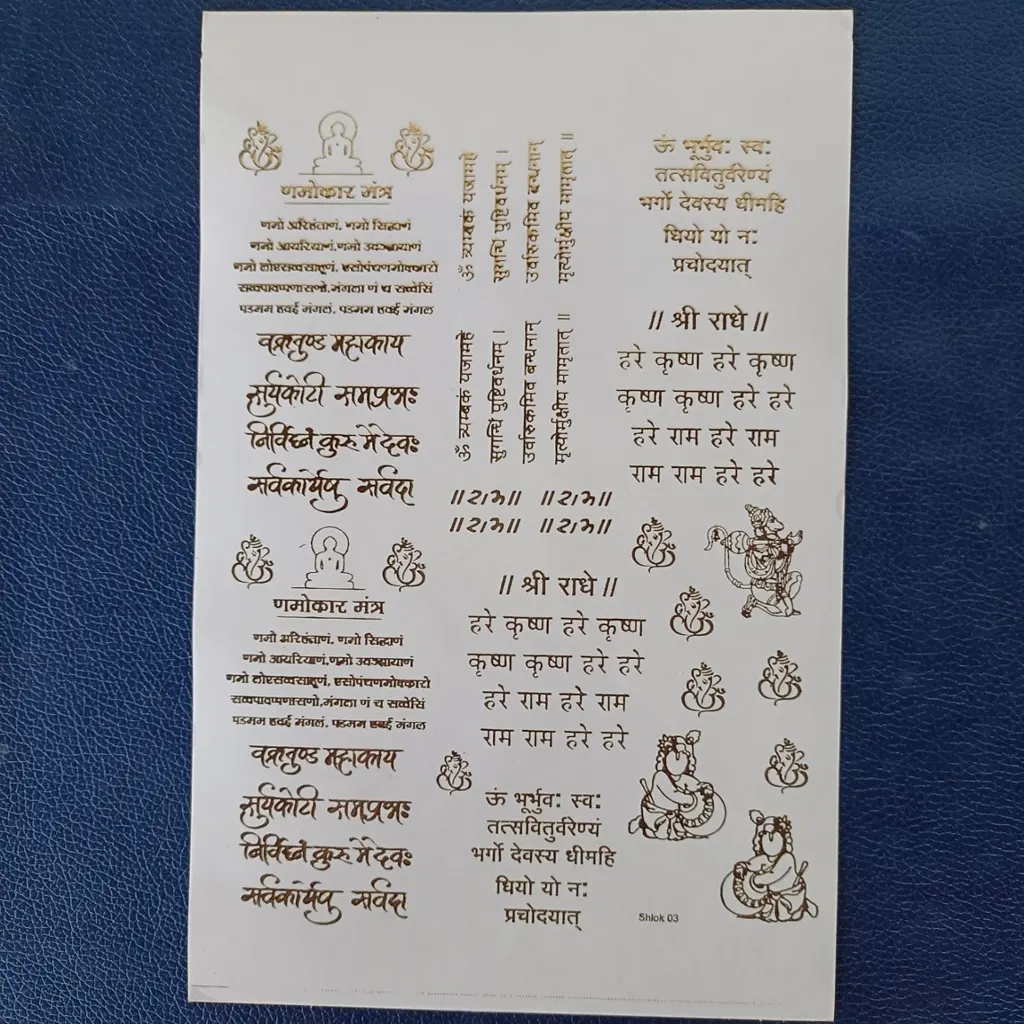 णमोकार मंत्र
णमो अरिहंताणं, णमो सिद्धाणं
णमो आयरियाणं,णमो उवज्झायाणं
णमो लोएसव्वसाहूणं, एसोपंचणमोक्कारो
सव्वपावप्पणासणो,मंगला णं च सव्वेसिं
पडमम हवई मंगलं, पडमम हवई मंगल
वक्रतुण्ड महाकाय
सूर्यकोटी समप्रभः
निर्विघ्नं कुरु मे देवः
सर्वकार्येषु सर्वदा
ॐ त्र्यम्बकं यजामहे
सुगन्धिं पुष्टिवर्धनम् ।
उर्वारुकमिव बन्धनान्
मृत्योर्मुक्षीय मामृतात् ॥
ॐ त्र्यम्बकं यजामहे
सुगन्धिं पुष्टिवर्धनम् ।
उर्वारुकमिव बन्धनान्
मृत्योर्मुक्षीय मामृतात् ॥
॥राम॥ ॥राम॥
॥राम॥ ॥राम॥
ऊं भूर्भुवः स्वः
तत्सवितुर्वरेण्यं
भर्गो देवस्य धीमहि
धियो यो नः
प्रचोदयात्
॥ श्री राधे ॥
हरे कृष्ण हरे कृष्ण
कृष्ण कृष्ण हरे हरे
हरे राम हरे राम
राम राम हरे हरे
णमोकार मंत्र
णमो अरिहंताणं, णमो सिद्धाणं
णमो आयरियाणं,णमो उवज्झायाणं
णमो लोएसव्वसाहूणं, एसोपंचणमोक्कारो
सव्वपावप्पणासणो,मंगला णं च सव्वेसिं
पडमम हवई मंगलं, पडमम हवई मंगल
वक्रतुण्ड महाकाय
सूर्यकोटी समप्रभः
निर्विघ्नं कुरु मे देवः
सर्वकार्येषु सर्वदा
॥ श्री राधे ॥
हरे कृष्ण हरे कृष्ण
कृष्ण कृष्ण हरे हरे
हरे राम हरे राम
राम राम हरे हरे
ऊं भूर्भुवः स्वः
तत्सवितुर्वरेण्यं
भर्गो देवस्य धीमहि
धियो यो नः
प्रचोदयात्
Shlok 03